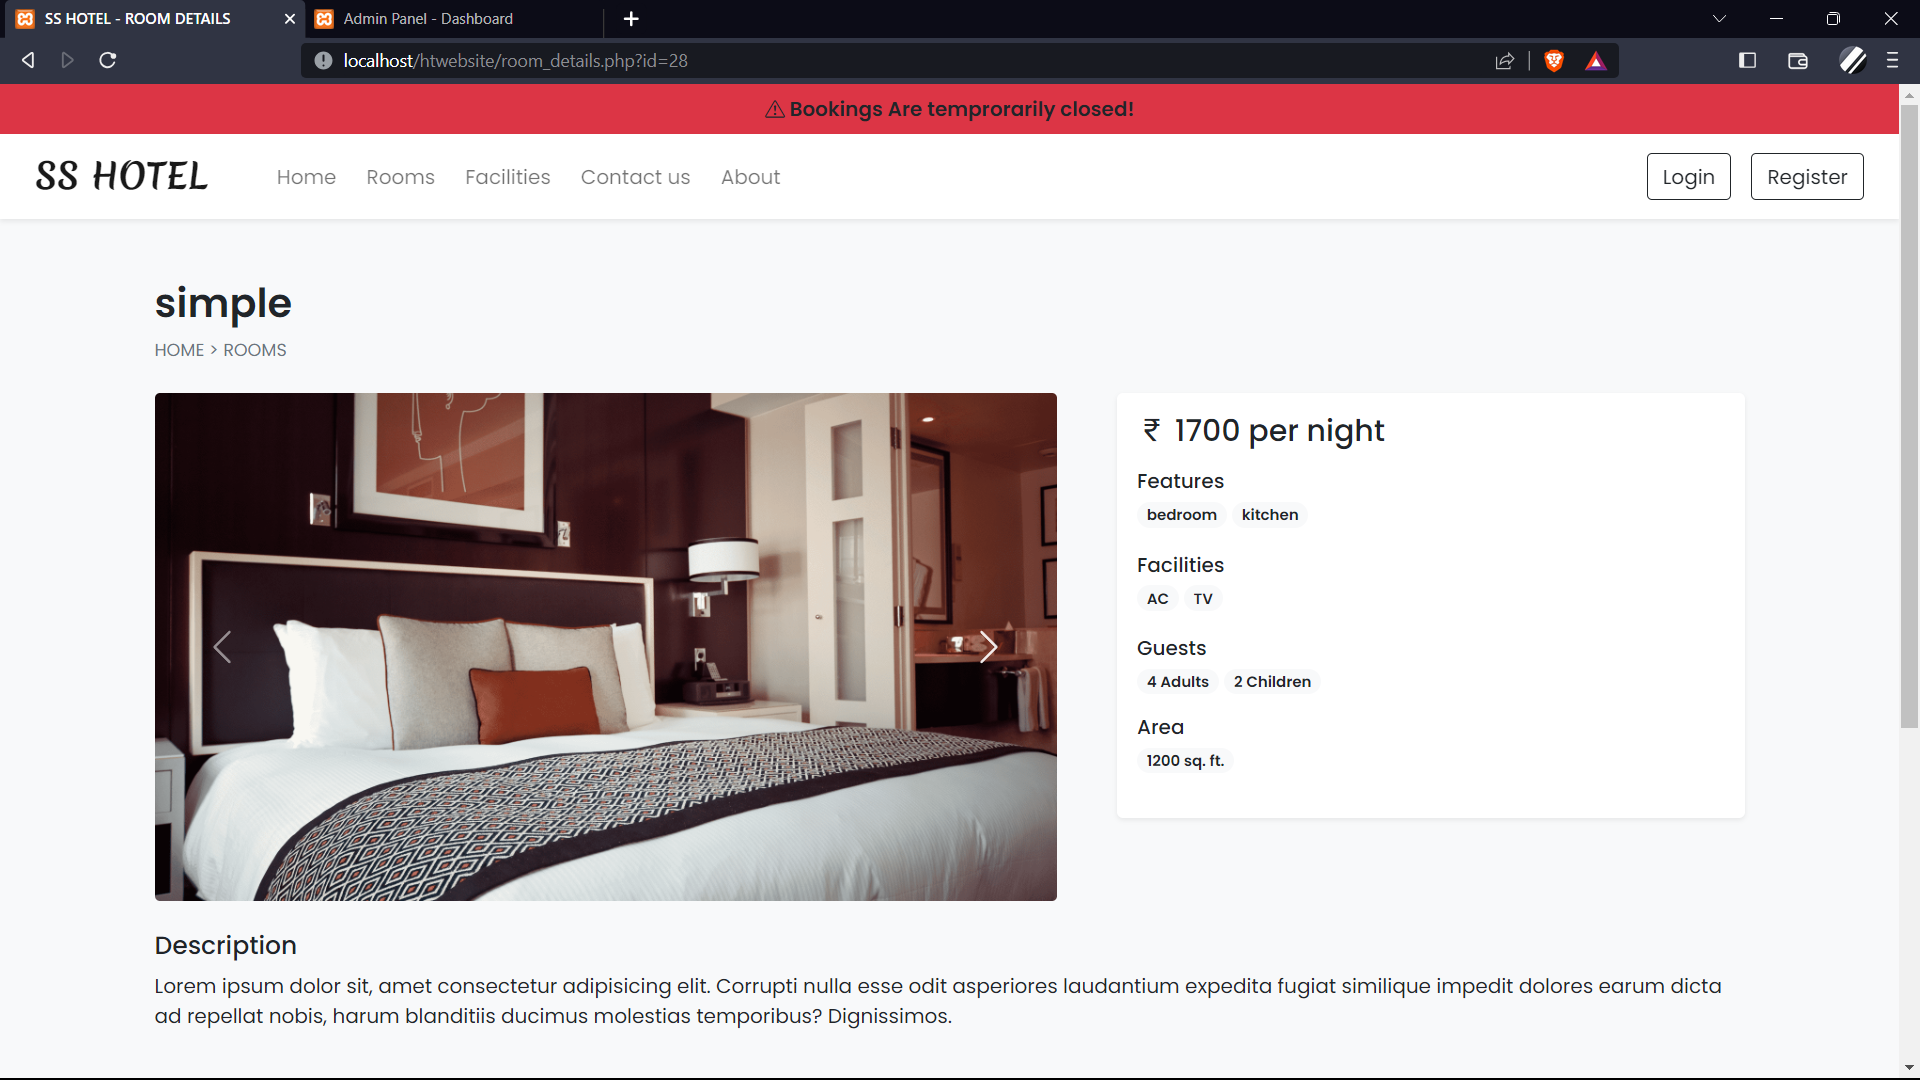 SS HOTEL - ROOM DETAILS
Admin Panel - Dashboard
localhost/htwebsite/room_details.php?id=28
Bookings Are temprorarily closed!
SS HOTEL
Home
Rooms
Facilities
Contact us
About
Login
Register
simple
HOME > ROOMS
₹ 1700 per night
Features
bedroom kitchen
Facilities
AC TV
Guests
4 Adults 2 Children
Area
1200 sq. ft.
Description
Lorem ipsum dolor sit, amet consectetur adipisicing elit. Corrupti nulla esse odit asperiores laudantium expedita fugiat similique impedit dolores earum dicta
ad repellat nobis, harum blanditiis ducimus molestias temporibus? Dignissimos.